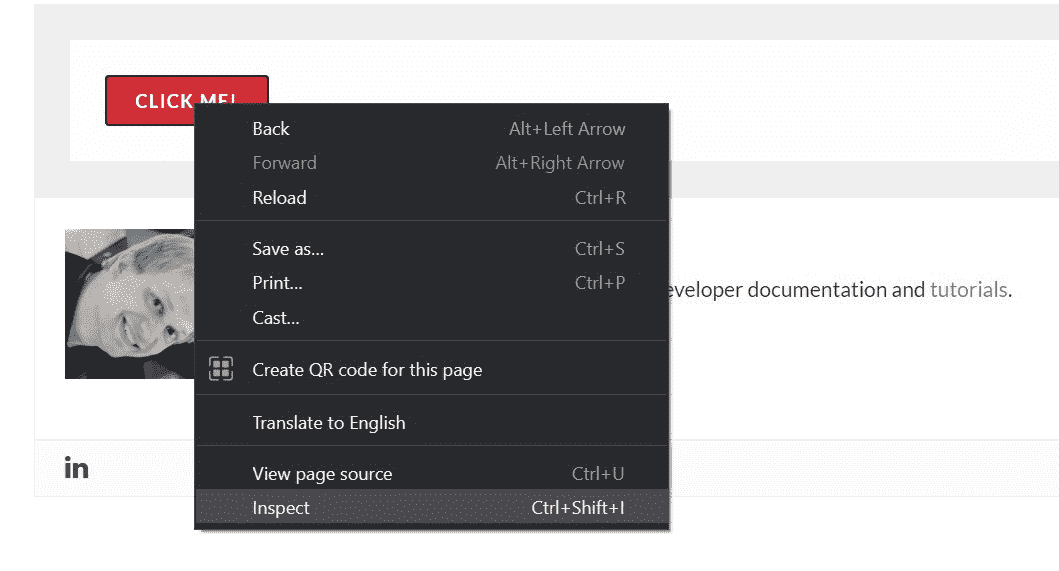 CLICK ME!
Back Alt+Left Arrow
Forward Alt+Right Arrow
Reload Ctrl+R
Save as... Ctrl+S
Print... Ctrl+P
Cast...
eveloper documentation and tutorials.
Create QR code for this page
Translate to English
View page source Ctrl+U
in
Inspect Ctrl+Shift+I